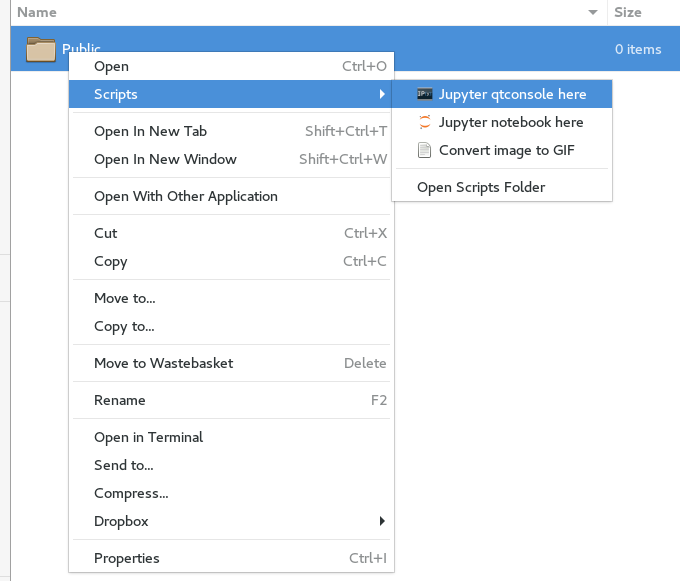 Name Size
Public 0 items
Open Ctrl+O
Scripts
Jupyter qtconsole here
Jupyter notebook here
Convert image to GIF
Open Scripts Folder
Open In New Tab Shift+Ctrl+T
Open In New Window Shift+Ctrl+W
Open With Other Application
Cut Ctrl+X
Copy Ctrl+C
Move to...
Copy to...
Move to Wastebasket Delete
Rename F2
Open in Terminal
Send to...
Compress...
Dropbox
Properties Ctrl+I